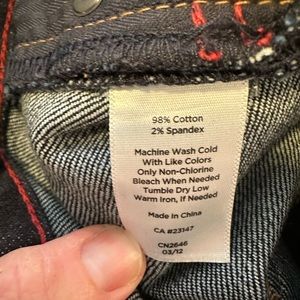 98% Cotton
2% Spandex
Machine Wash Cold
With Like Colors
Only Non-Chlorine
Bleach When Needed
Tumble Dry Low
Warm Iron, if Needed
Made In China
CA #23147
CN2646
03/12